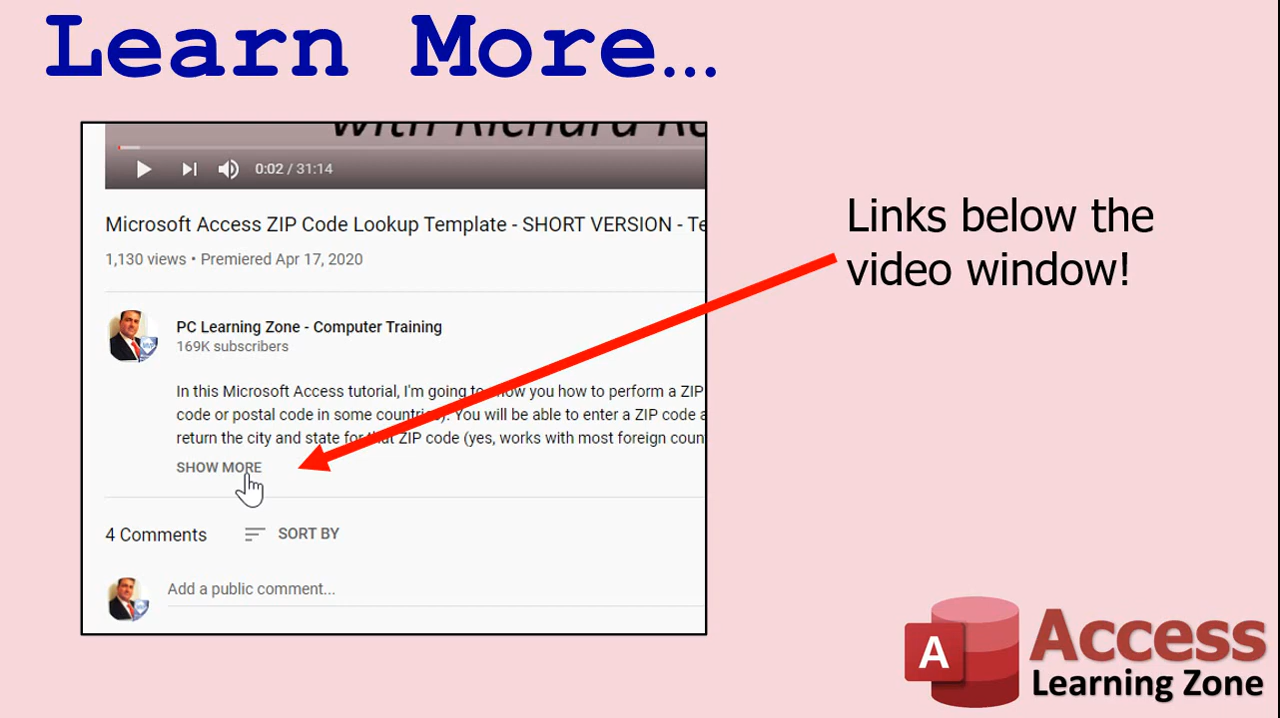 Learn More...
with Richard
0:02 / 31:14
Microsoft Access ZIP Code Lookup Template - SHORT VERSION - Te
1,130 views • Premiered Apr 17, 2020
Links below the
video window!
PC Learning Zone - Computer Training
169K subscribers
In this Microsoft Access tutorial, I'm going to show you how to perform a ZIP
code or postal code in some countries). You will be able to enter a ZIP code a
return the city and state for that ZIP code (yes, works with most foreign coun
SHOW MORE
4 Comments
SORT BY
Add a public comment...
A
Access
Learning Zone